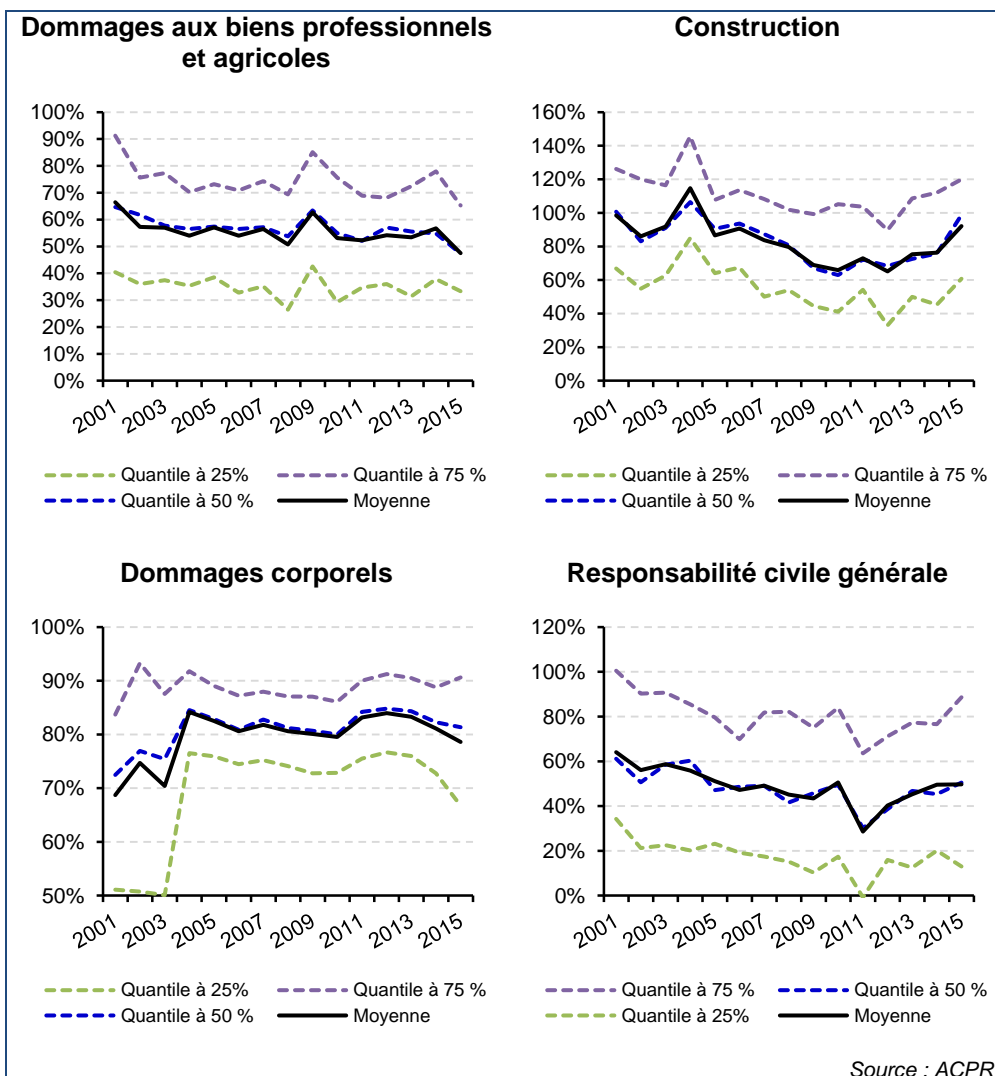 Dommages aux biens professionnels
et agricoles
100%
90%
80%
70%
60%
50%
40%
30%
20%
10%
0%
2001 2003 2005 2007 2009 2011 2013 2015
Quantile à 25% Quantile à 75 %
Quantile à 50 % Moyenne
Construction
160%
140%
120%
100%
80%
60%
40%
20%
0%
2001 2003 2005 2007 2009 2011 2013 2015
Quantile à 25% Quantile à 75 %
Quantile à 50 % Moyenne
Dommages corporels
100%
90%
80%
70%
60%
50%
2001 2003 2005 2007 2009 2011 2013 2015
Quantile à 25% Quantile à 75 %
Quantile à 50 % Moyenne
Responsabilité civile générale
120%
100%
80%
60%
40%
20%
0%
2001 2003 2005 2007 2009 2011 2013 2015
Quantile à 75 % Quantile à 50 %
Quantile à 25% Moyenne
Source : ACPR